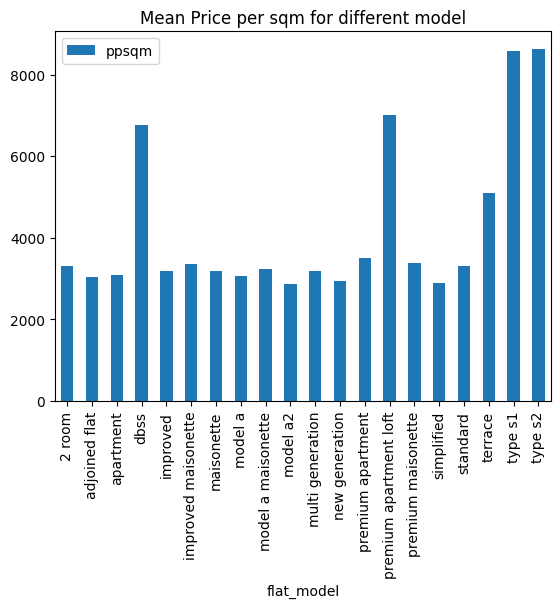 Mean Price per sqm for different model
ppsqm
8000
6000
4000
2000
0
2 room
adjoined flat
apartment
dbss
improved
improved maisonette
maisonette
model a
model a maisonette
model a2
multi generation
new generation
premium apartment
premium apartment loft
premium maisonette
simplified
standard
terrace
type s1
type s2
flat_model